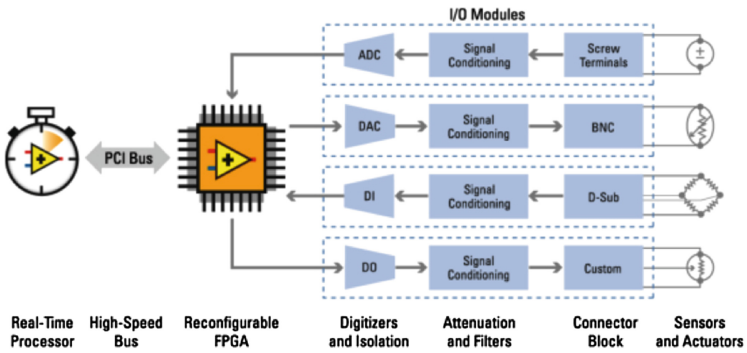 I/O Modules
ADC
Signal
Conditioning
Screw
Terminals
DAC
Signal
Conditioning
BNC
PCI Bus
DI
Signal
Conditioning
D-Sub
DO
Signal
Conditioning
Custom
Real-Time
Processor
High-Speed
Bus
Reconfigurable
FPGA
Digitizers
and Isolation
Attenuation
and Filters
Connector
Block
Sensors
and Actuators